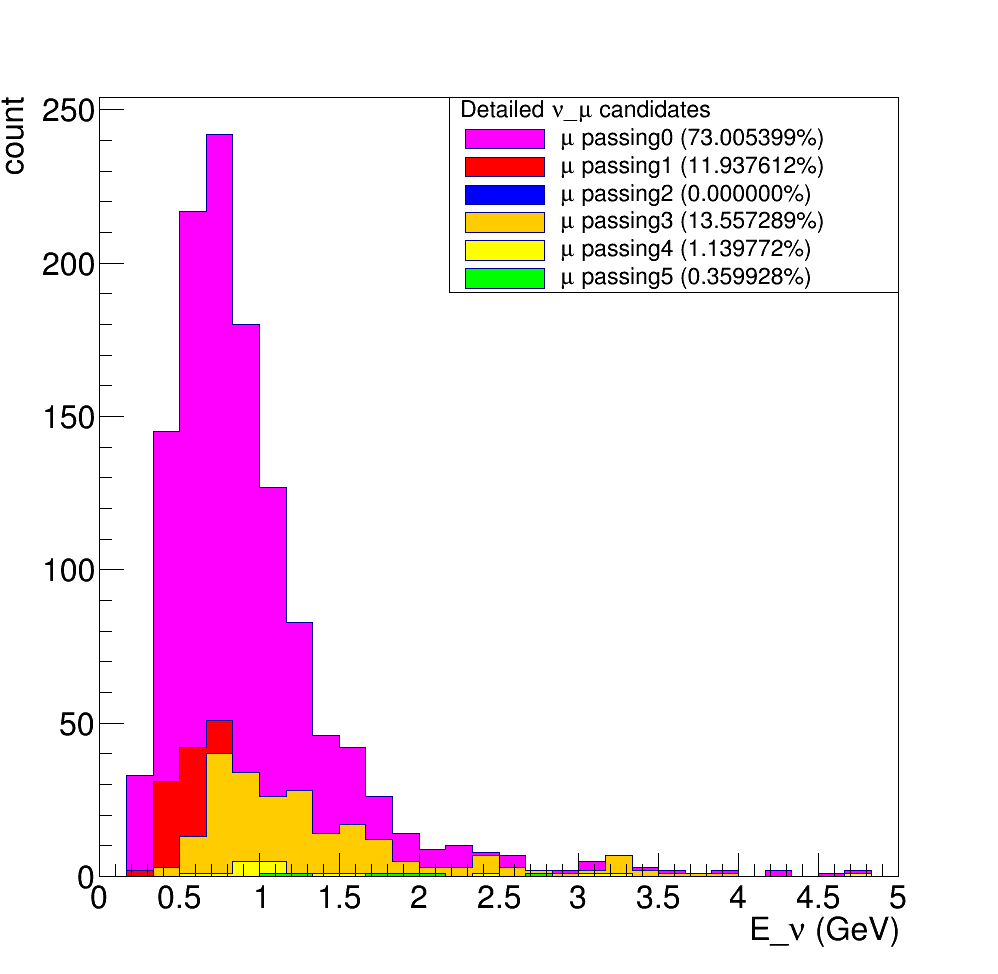 count
250
200
150
100
50
0
Detailed ν_μ candidates
μ passing0 (73.005399%)
μ passing1 (11.937612%)
μ passing2 (0.000000%)
μ passing3 (13.557289%)
μ passing4 (1.139772%)
μ passing5 (0.359928%)
0 0.5 1 1.5 2 2.5 3 3.5 4 4.5 5
E_ν (GeV)